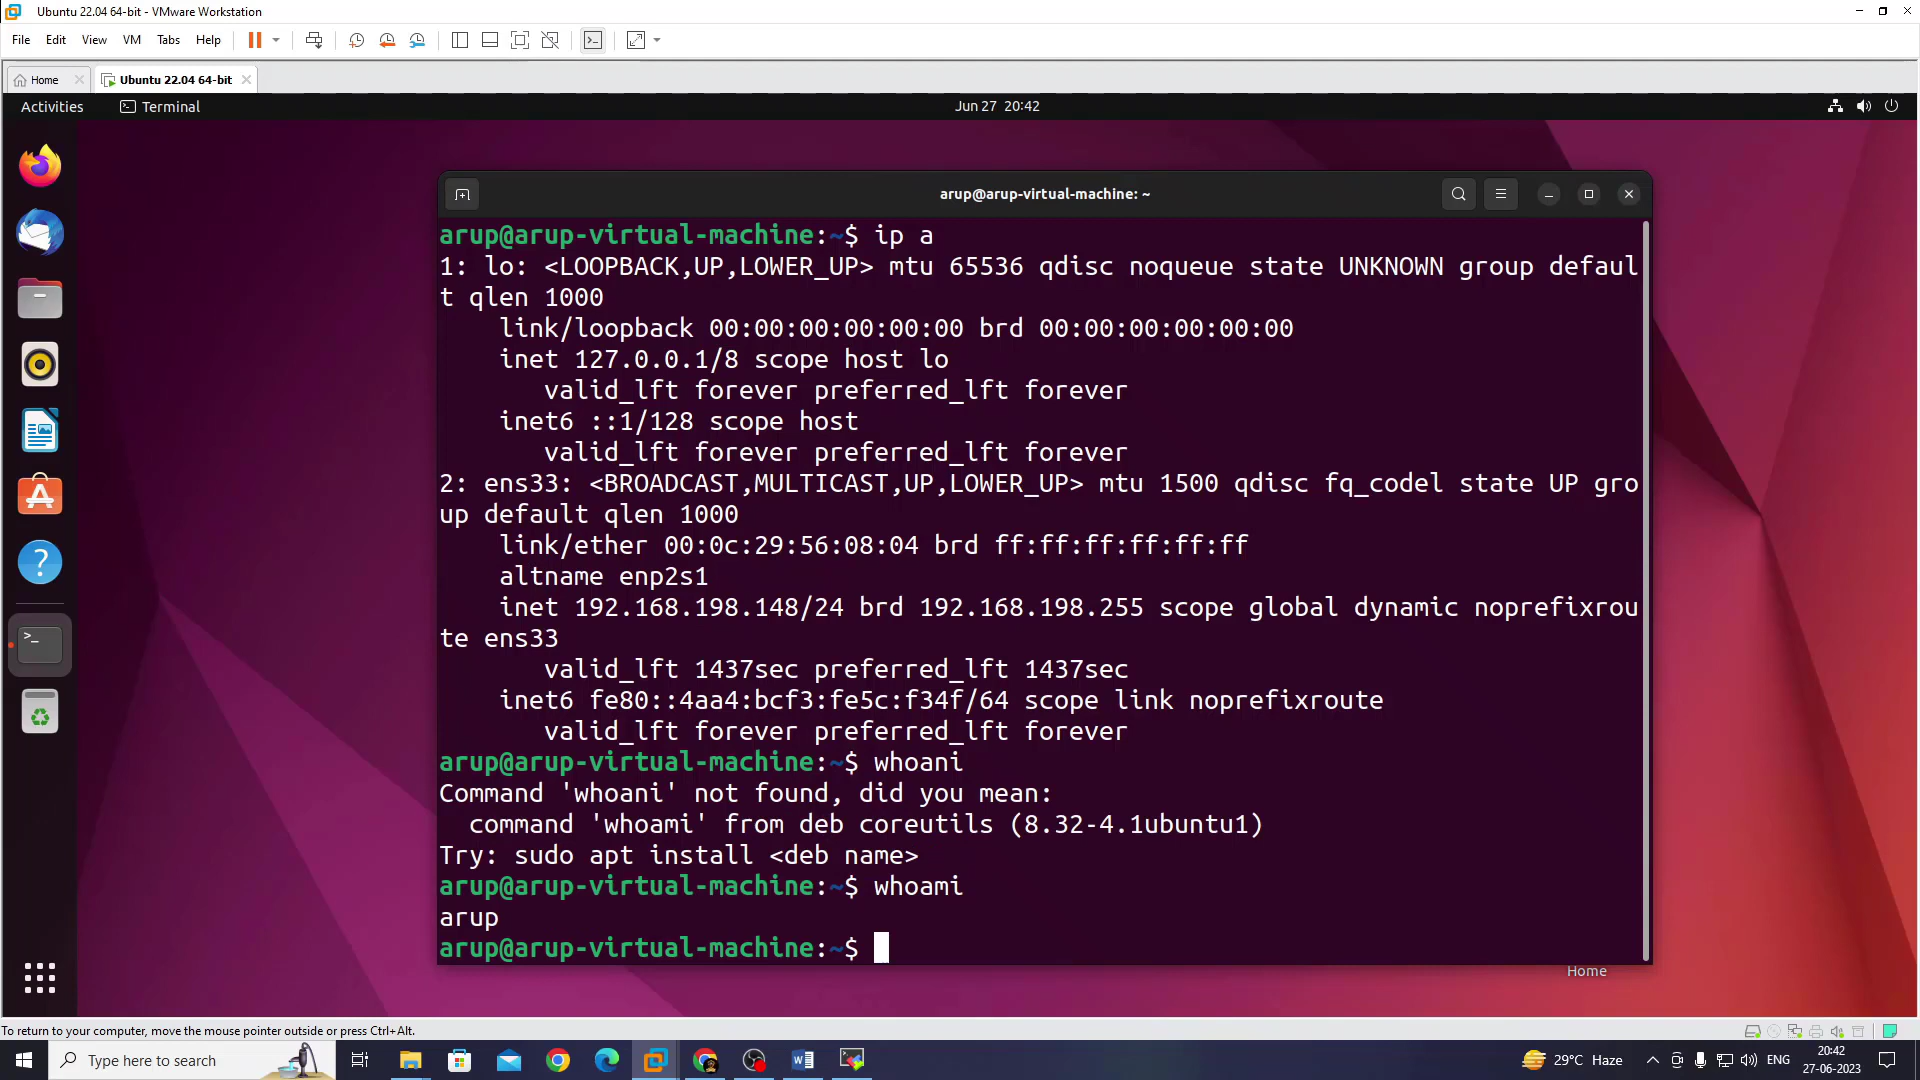 Ubuntu 22.04 64-bit - VMware Workstation
File Edit View VM Tabs Help
Home Ubuntu 22.04 64-bit
Activities Terminal Jun 27 20:42
arup@arup-virtual-machine: ~
arup@arup-virtual-machine:~$ ip a
1: lo: <LOOPBACK,UP,LOWER_UP> mtu 65536 qdisc noqueue state UNKNOWN group defaul
t qlen 1000
link/loopback 00:00:00:00:00:00 brd 00:00:00:00:00:00
inet 127.0.0.1/8 scope host lo
valid_lft forever preferred_lft forever
inet6 ::1/128 scope host
valid_lft forever preferred_lft forever
2: ens33: <BROADCAST,MULTICAST,UP,LOWER_UP> mtu 1500 qdisc fq_codel state UP gro
up default qlen 1000
link/ether 00:0c:29:56:08:04 brd ff:ff:ff:ff:ff:ff
altname enp2s1
inet 192.168.198.148/24 brd 192.168.198.255 scope global dynamic noprefixrou
te ens33
valid_lft 1437sec preferred_lft 1437sec
inet6 fe80::4aa4:bcf3:fe5c:f34f/64 scope link noprefixroute
valid_lft forever preferred_lft forever
arup@arup-virtual-machine:~$ whoani
Command 'whoani' not found, did you mean:
command 'whoami' from deb coreutils (8.32-4.1ubuntu1)
Try: sudo apt install <deb name>
arup@arup-virtual-machine:~$ whoami
arup
arup@arup-virtual-machine:~$
Home
To return to your computer, move the mouse pointer outside or press Ctrl+Alt.
Type here to search
29°C Haze
ENG
20:42
27-06-2023